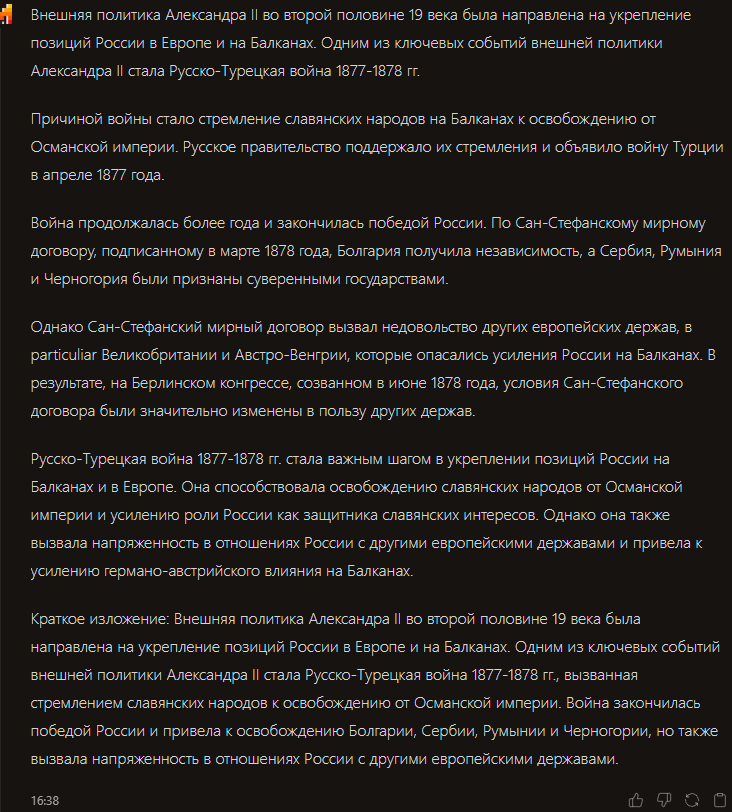 Внешняя политика Александра II во второй половине 19 века была направлена на укрепление
позиций России в Европе и на Балканах. Одним из ключевых событий внешней политики
Александра II стала Русско-Турецкая война 1877-1878 гг.
Причиной войны стало стремление славянских народов на Балканах к освобождению от
Османской империи. Русское правительство поддержало их стремления и объявило войну Турции
в апреле 1877 года.
Война продолжалась более года и закончилась победой России. По Сан-Стефанскому мирному
договору, подписанному в марте 1878 года, Болгария получила независимость, а Сербия, Румыния
и Черногория были признаны суверенными государствами.
Однако Сан-Стефанский мирный договор вызвал недовольство других европейских держав, в
particuliar Великобритании и Австро-Венгрии, которые опасались усиления России на Балканах. В
результате, на Берлинском конгрессе, созванном в июне 1878 года, условия Сан-Стефанского
договора были значительно изменены в пользу других держав.
Русско-Турецкая война 1877-1878 гг. стала важным шагом в укреплении позиций России на
Балканах и в Европе. Она способствовала освобождению славянских народов от Османской
империи и усилению роли России как защитника славянских интересов. Однако она также
вызвала напряженность в отношениях России с другими европейскими державами и привела к
усилению германо-австрийского влияния на Балканах.
Краткое изложение: Внешняя политика Александра II во второй половине 19 века была
направлена на укрепление позиций России в Европе и на Балканах. Одним из ключевых событий
внешней политики Александра II стала Русско-Турецкая война 1877-1878 гг., вызванная
стремлением славянских народов к освобождению от Османской империи. Война закончилась
победой России и привела к освобождению Болгарии, Сербии, Румынии и Черногории, но также
вызвала напряженность в отношениях России с другими европейскими державами.
16:38